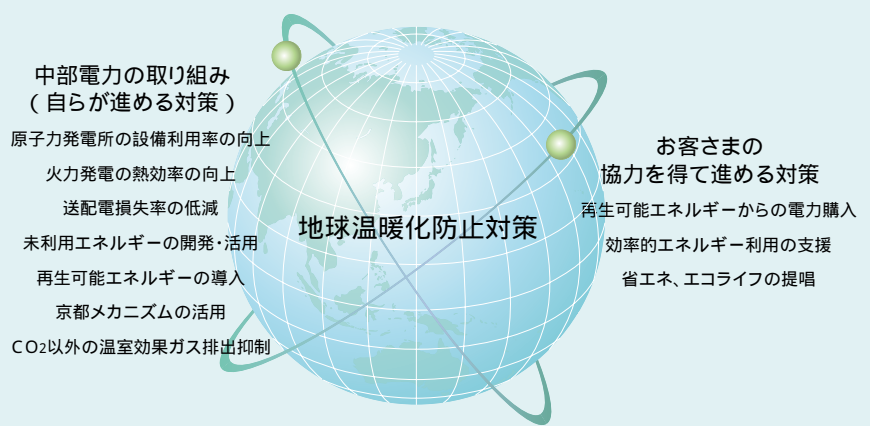 中部電力の取り組み
(自らが進める対策)
原子力発電所の設備利用率の向上
火力発電の熱効率の向上
送配電損失率の低減
未利用エネルギーの開発・活用
再生可能エネルギーの導入
京都メカニズムの活用
CO2以外の温室効果ガス排出抑制
地球温暖化防止対策
お客さまの
協力を得て進める対策
再生可能エネルギーからの電力購入
効率的エネルギー利用の支援
省エネ、エコライフの提唱